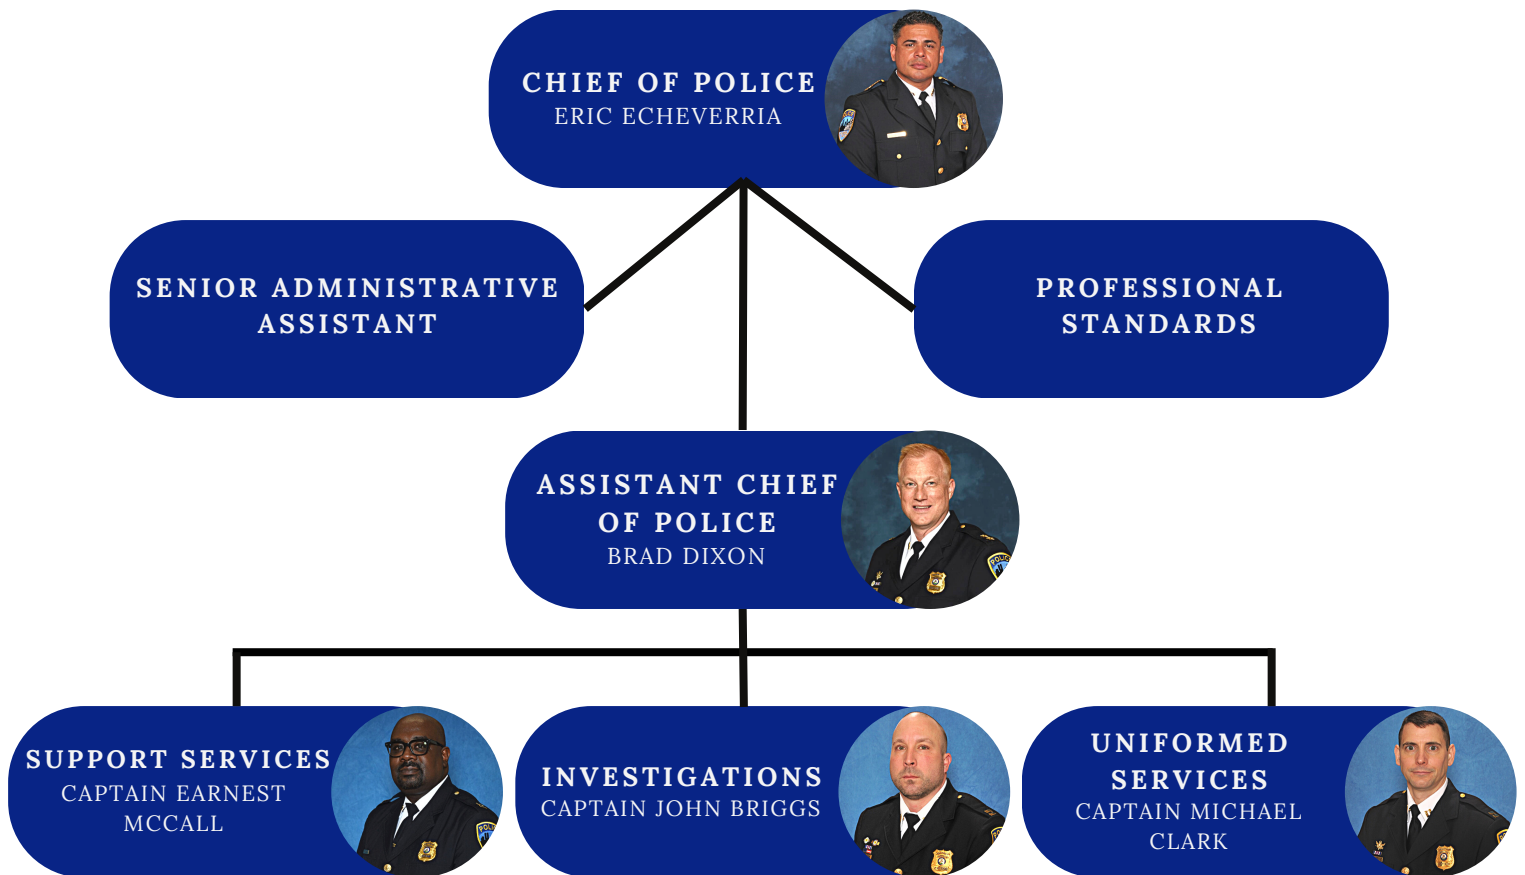 CHIEF OF POLICE
ERIC ECHEVERRIA
SENIOR ADMINISTRATIVE
ASSISTANT
PROFESSIONAL
STANDARDS
ASSISTANT CHIEF
OF POLICE
BRAD DIXON
SUPPORT SERVICES
CAPTAIN EARNEST
MCCALL
INVESTIGATIONS
CAPTAIN JOHN BRIGGS
UNIFORMED
SERVICES
CAPTAIN MICHAEL
CLARK